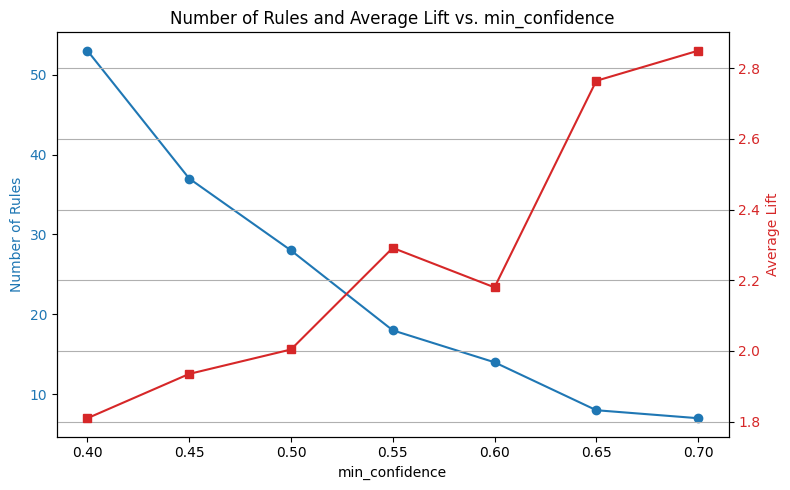 Number of Rules and Average Lift vs. min_confidence
Number of Rules
50
40
30
20
10
2.8
2.6
2.4
2.2
2.0
1.8
Average Lift
0.40 0.45 0.50 0.55 0.60 0.65 0.70
min_confidence